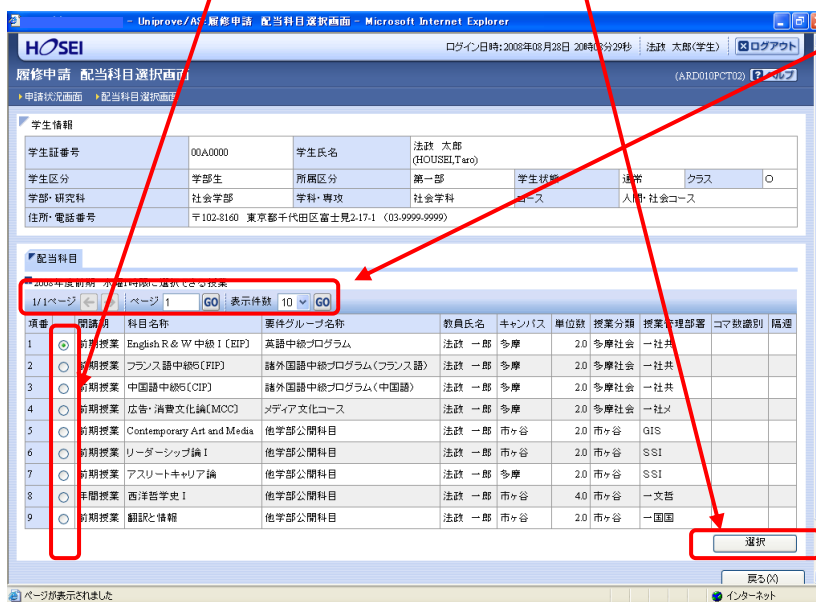 - Uniprove/AS:履修申請 配当科目選択画面 - Microsoft Internet Explorer
HOSEI ログイン日時:2008年08月28日 20時03分29秒 法政 太郎(学生) ログアウト
履修申請 配当科目選択画面 (ARD010PCT02) ヘルプ
申請状況画面 配当科目選択画面
学生情報
学生証番号 00A0000 学生氏名 法政 太郎
(HOUSEI,Taro)
学生区分 学部生 所属区分 第一部 学生状態 通常 クラス ○
学部・研究科 社会学部 学科・専攻 社会学科 コース 人間・社会コース
住所・電話番号 〒102-8160 東京都千代田区富士見2-17-1 (03-9999-9999)
配当科目
2008年度前期 水曜1時限に選択できる授業
1/1ページ ページ 1 GO 表示件数 10 GO
項番 開講期 科目名称 要件グループ名称 教員氏名 キャンパス 単位数 授業分類 授業管理部署 コマ数識別 隔週
1 前期授業 English R & W 中級 I [EIP] 英語中級プログラム 法政 一郎 多摩 2.0 多摩社会 一社共
2 前期授業 フランス語中級5[FIP] 諸外国語中級プログラム(フランス語) 法政 一郎 多摩 2.0 多摩社会 一社共
3 前期授業 中国語中級5[CIP] 諸外国語中級プログラム(中国語) 法政 一郎 多摩 2.0 多摩社会 一社共
4 前期授業 広告・消費文化論[MCC] メディア文化コース 法政 一郎 多摩 2.0 多摩社会 一社メ
5 前期授業 Contemporary Art and Media 他学部公開科目 法政 一郎 市ヶ谷 2.0 市ヶ谷 GIS
6 前期授業 リーダーシップ論 I 他学部公開科目 法政 一郎 市ヶ谷 2.0 市ヶ谷 SSI
7 前期授業 アスリートキャリア論 他学部公開科目 法政 一郎 多摩 2.0 市ヶ谷 SSI
8 年間授業 西洋哲学史 I 他学部公開科目 法政 一郎 市ヶ谷 4.0 市ヶ谷 一文哲
9 前期授業 翻訳と情報 他学部公開科目 法政 一郎 市ヶ谷 2.0 市ヶ谷 一国国
選択
戻る(X)
ページが表示されました インターネット